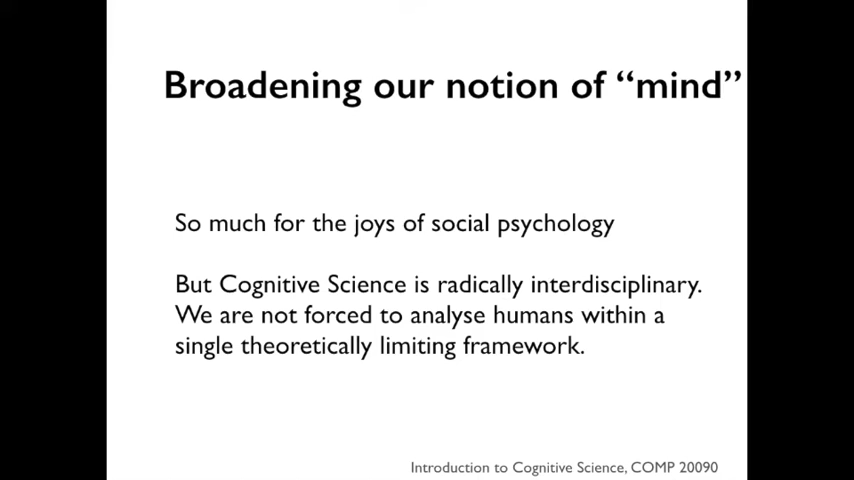 Broadening our notion of “mind”
So much for the joys of social psychology
But Cognitive Science is radically interdisciplinary.
We are not forced to analyse humans within a
single theoretically limiting framework.
Introduction to Cognitive Science, COMP 20090